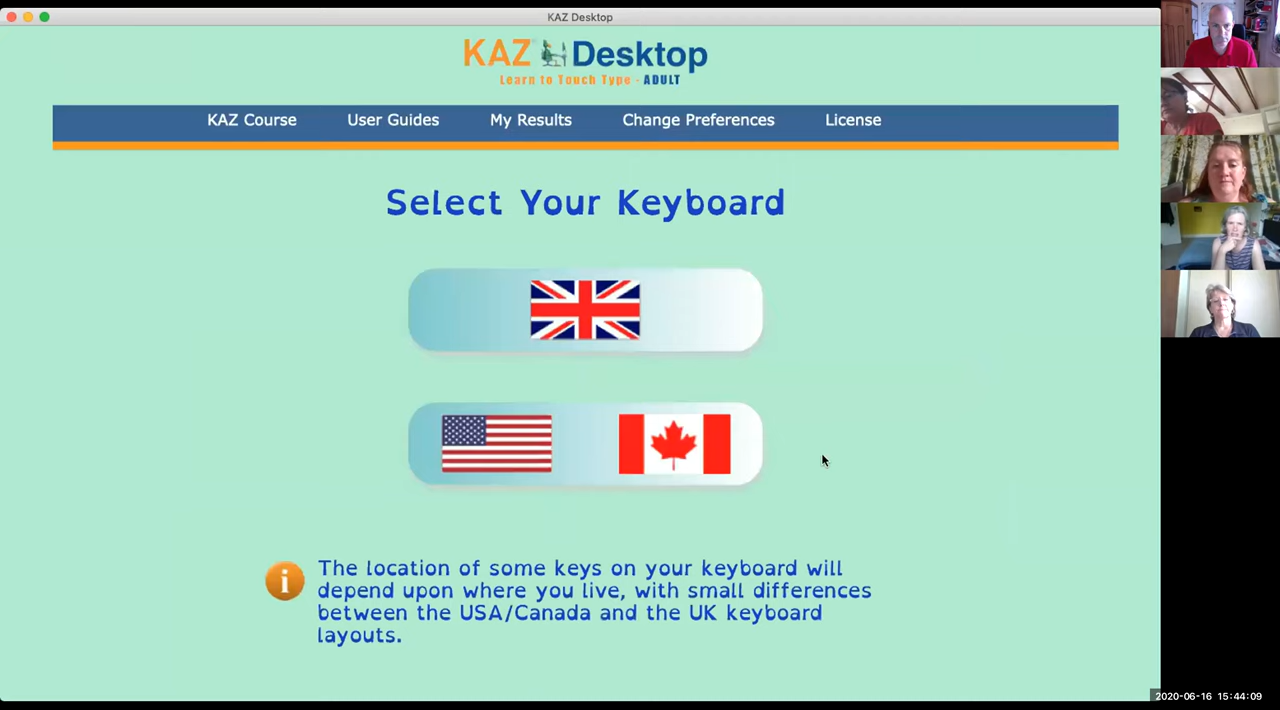 KAZ Desktop
KAZ Desktop
Learn to Touch Type - ADULT
KAZ Course User Guides My Results Change Preferences License
Select Your Keyboard
i The location of some keys on your keyboard will
depend upon where you live, with small differences
between the USA/Canada and the UK keyboard
layouts.
2020-06-16 15:44:09